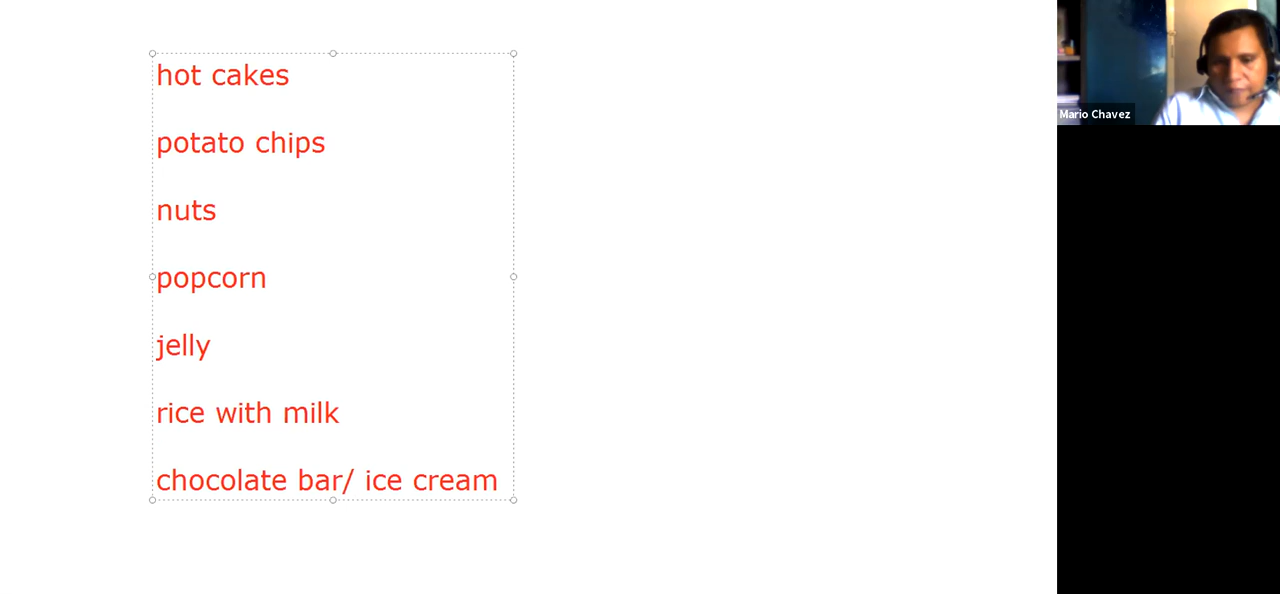 hot cakes
potato chips
nuts
popcorn
jelly
rice with milk
chocolate bar/ ice cream
Mario Chavez